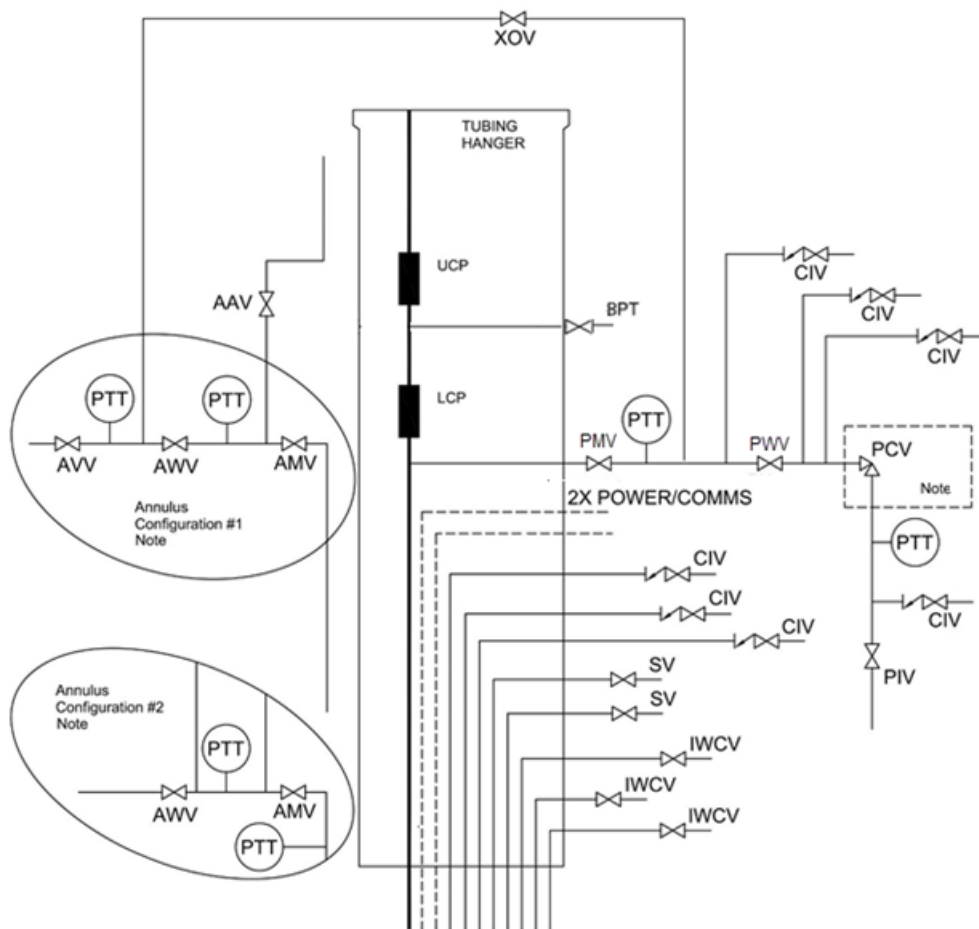 XOV
TUBING
HANGER
UCP
CIV
AAV
BPT
CIV
PTT
PTT
LCP
CIV
PTT
AVV
AWV
AMV
PMV
PWV
PCV
Annulus
Configuration #1
Note
2X POWER/COMMS
Note
PTT
CIV
CIV
CIV
CIV
SV
PIV
SV
Annulus
Configuration #2
Note
PTT
IWCV
AWV
AMV
IWCV
PTT
IWCV